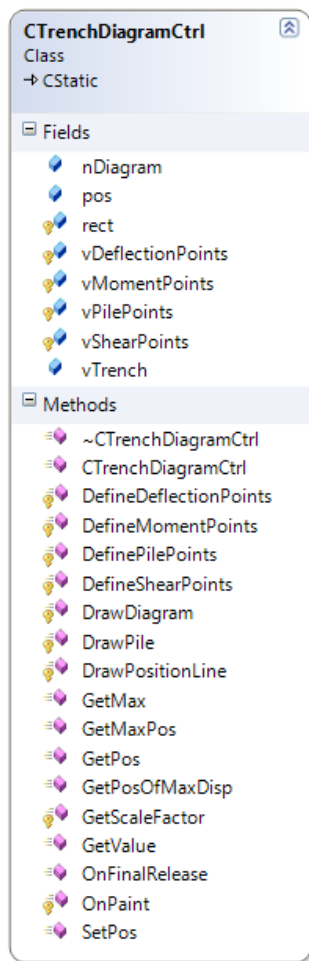 CTrenchDiagramCtrl
Class
CStatic
Fields
nDiagram
pos
rect
vDeflectionPoints
vMomentPoints
vPilePoints
vShearPoints
vTrench
Methods
~CTrenchDiagramCtrl
CTrenchDiagramCtrl
DefineDeflectionPoints
DefineMomentPoints
DefinePilePoints
DefineShearPoints
DrawDiagram
DrawPile
DrawPositionLine
GetMax
GetMaxPos
GetPos
GetPosOfMaxDisp
GetScaleFactor
GetValue
OnFinalRelease
OnPaint
SetPos